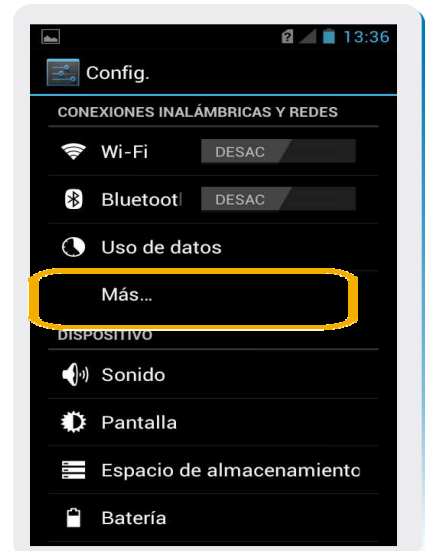 13:36
Config.
CONEXIONES INALÁMBRICAS Y REDES
Wi-Fi DESAC
Bluetoot DESAC
Uso de datos
Más...
DISPOSITIVO
Sonido
Pantalla
Espacio de almacenamiento
Batería